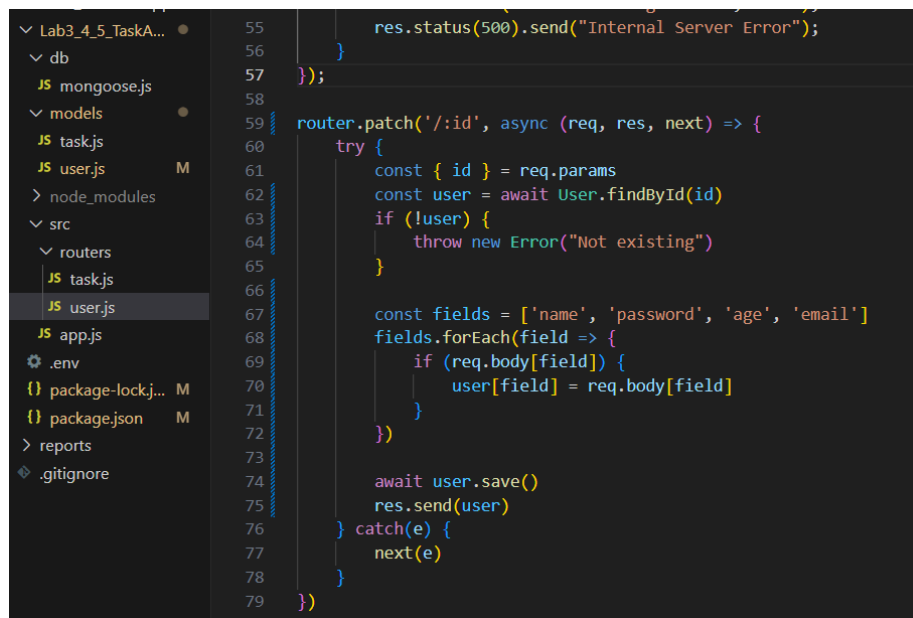 Lab3_4_5_TaskA...
db
JS mongoose.js
models
JS task.js
JS user.js M
node_modules
src
routers
JS task.js
JS user.js
JS app.js
.env
{} package-lock.j... M
{} package.json M
reports
.gitignore
55 res.status(500).send("Internal Server Error");
56 }
57 });
58
59 router.patch('/:id', async (req, res, next) => {
60 try {
61 const { id } = req.params
62 const user = await User.findById(id)
63 if (!user) {
64 throw new Error("Not existing")
65 }
66
67 const fields = ['name', 'password', 'age', 'email']
68 fields.forEach(field => {
69 if (req.body[field]) {
70 user[field] = req.body[field]
71 }
72 })
73
74 await user.save()
75 res.send(user)
76 } catch(e) {
77 next(e)
78 }
79 })